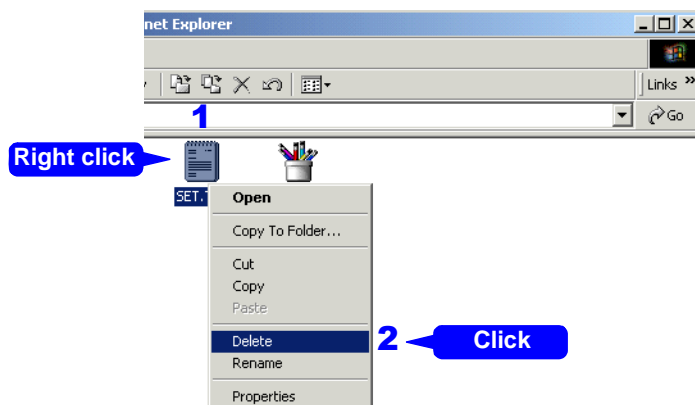 net Explorer
Links »
1
Go
Right click
SET.
Open
Copy To Folder...
Cut
Copy
Paste
Delete
2
Click
Rename
Properties